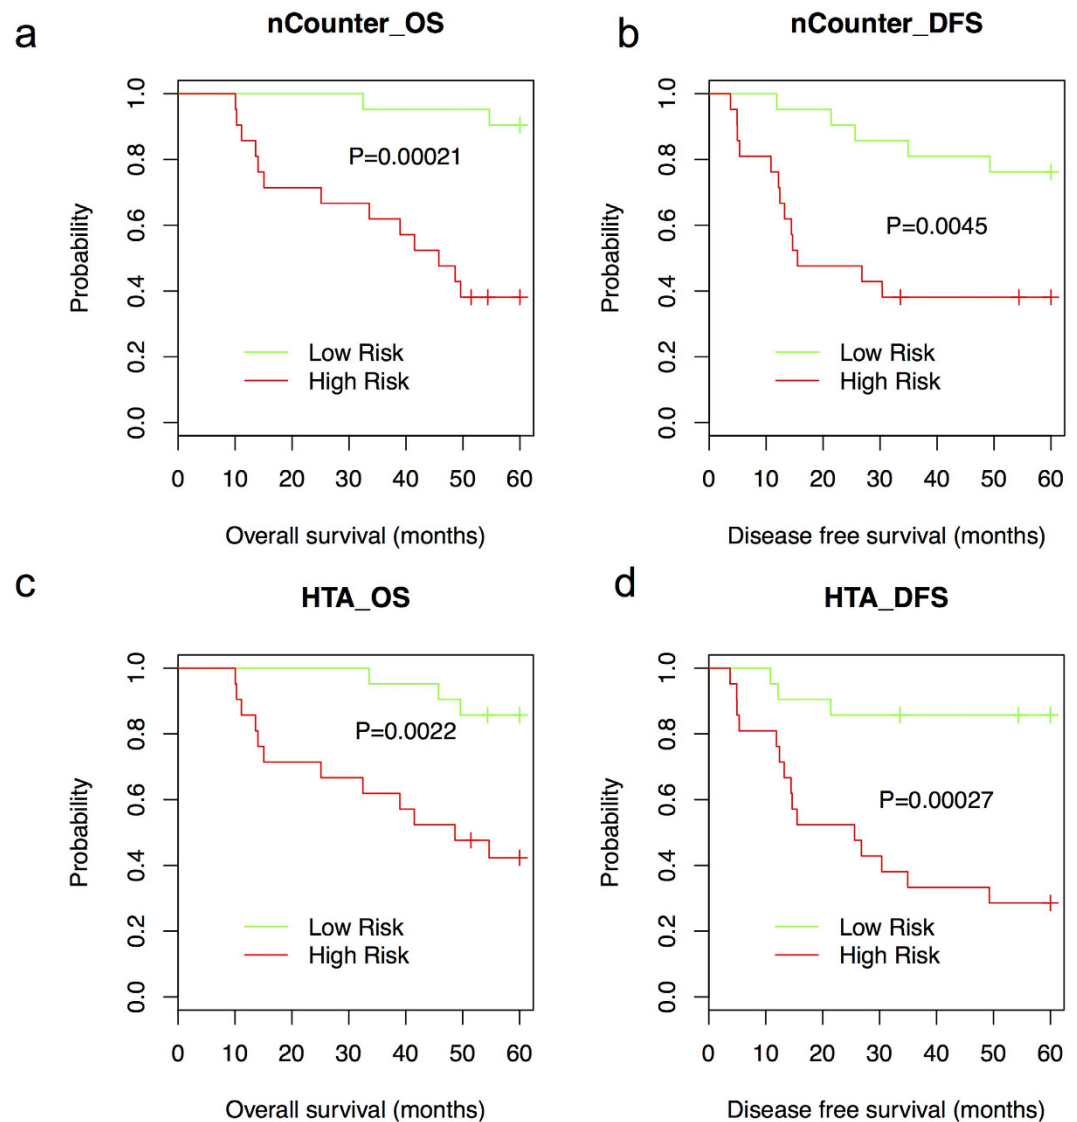 a
nCounter_OS
Probability
0.0 0.2 0.4 0.6 0.8 1.0
P=0.00021
Low Risk
High Risk
0 10 20 30 40 50 60
Overall survival (months)
b
nCounter_DFS
Probability
0.0 0.2 0.4 0.6 0.8 1.0
P=0.0045
Low Risk
High Risk
0 10 20 30 40 50 60
Disease free survival (months)
c
HTA_OS
Probability
0.0 0.2 0.4 0.6 0.8 1.0
P=0.0022
Low Risk
High Risk
0 10 20 30 40 50 60
Overall survival (months)
d
HTA_DFS
Probability
0.0 0.2 0.4 0.6 0.8 1.0
P=0.00027
Low Risk
High Risk
0 10 20 30 40 50 60
Disease free survival (months)